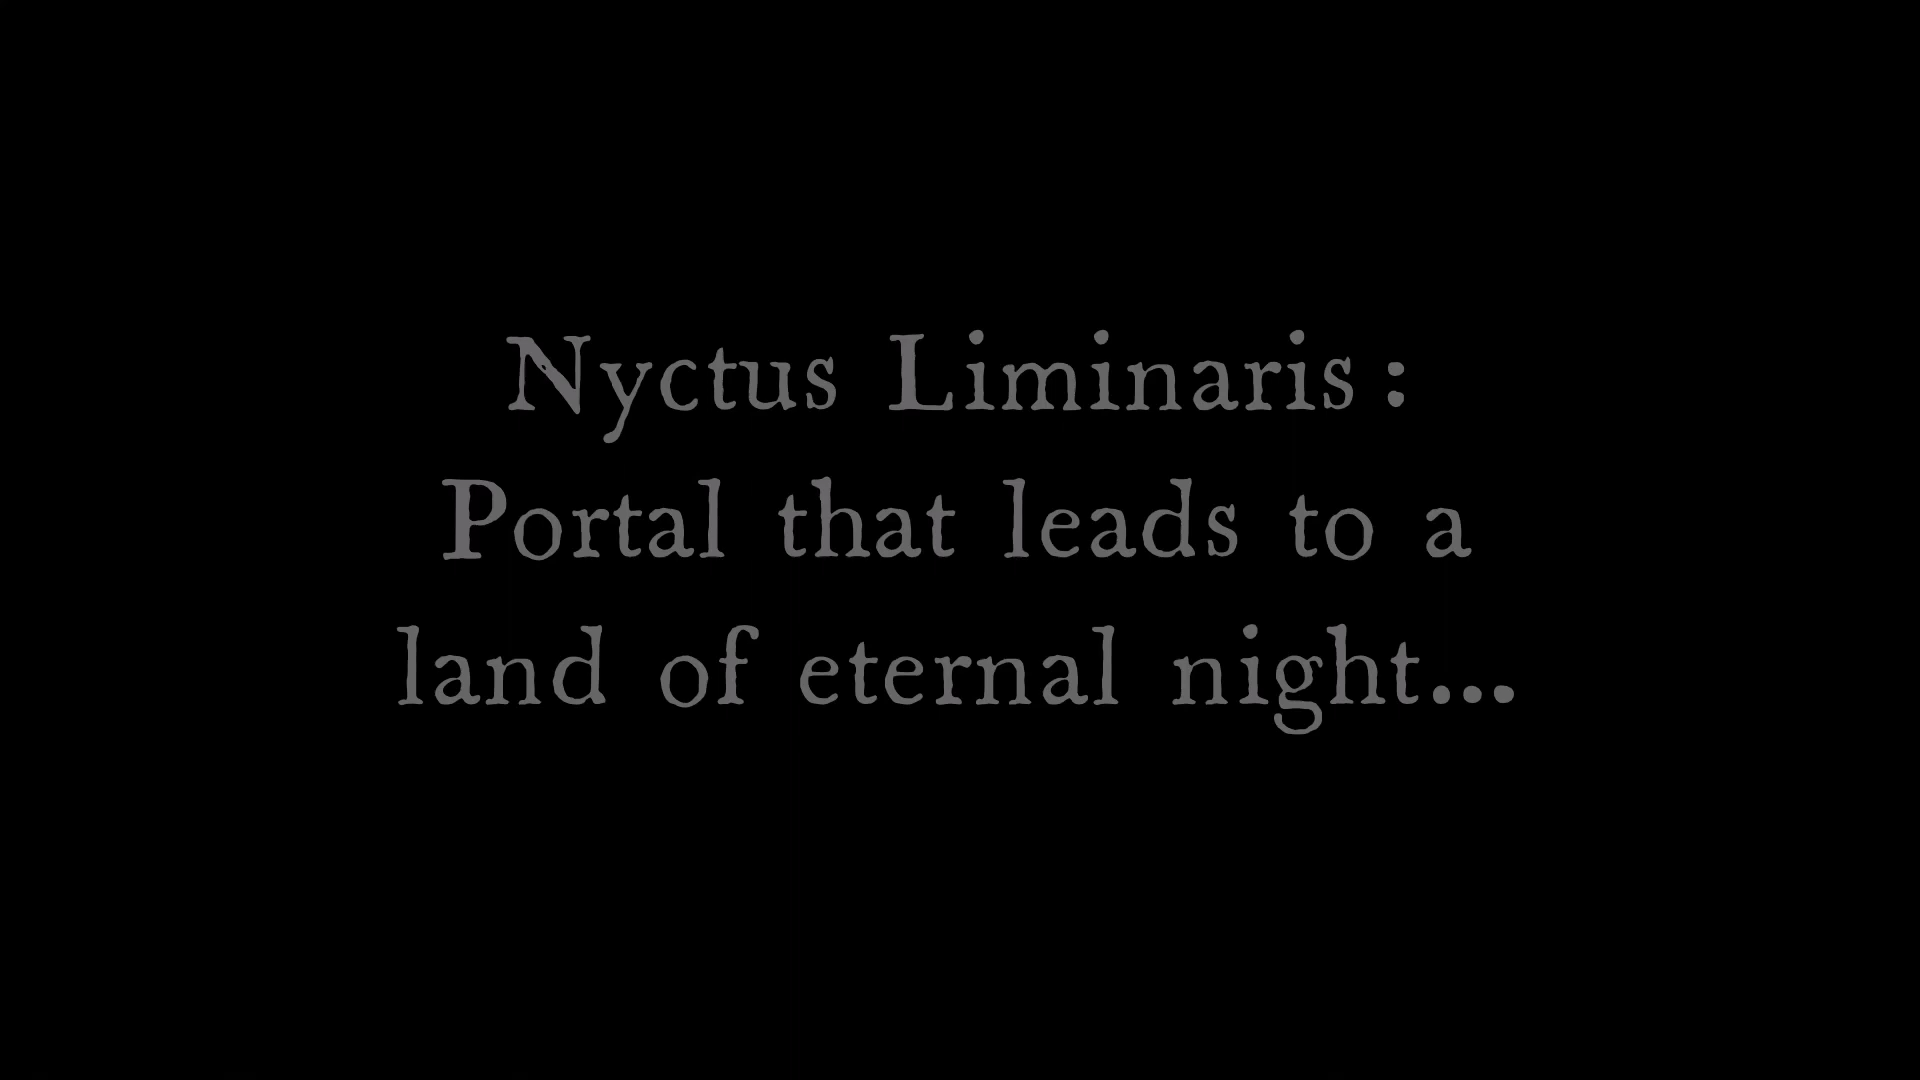 Nyctus Liminaris :
Portal that leads to a
land of eternal night...